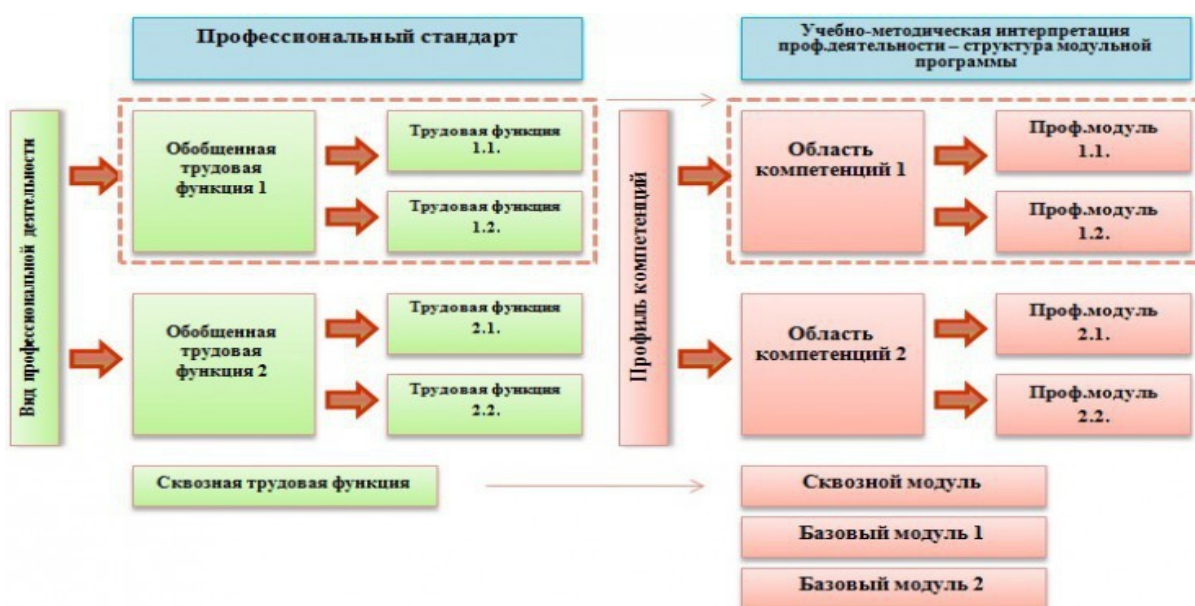 Профессиональный стандарт
Учебно-методическая интерпретация
проф.деятельности – структура модульной
программы
Вид профессиональной деятельности
Обобщенная
трудовая
функция 1
Трудовая функция
1.1.
Трудовая функция
1.2.
Обобщенная
трудовая
функция 2
Трудовая функция
2.1.
Трудовая функция
2.2.
Сквозная трудовая функция
Профиль компетенций
Область
компетенций 1
Проф.модуль
1.1.
Проф.модуль
1.2.
Область
компетенций 2
Проф.модуль
2.1.
Проф.модуль
2.2.
Сквозной модуль
Базовый модуль 1
Базовый модуль 2